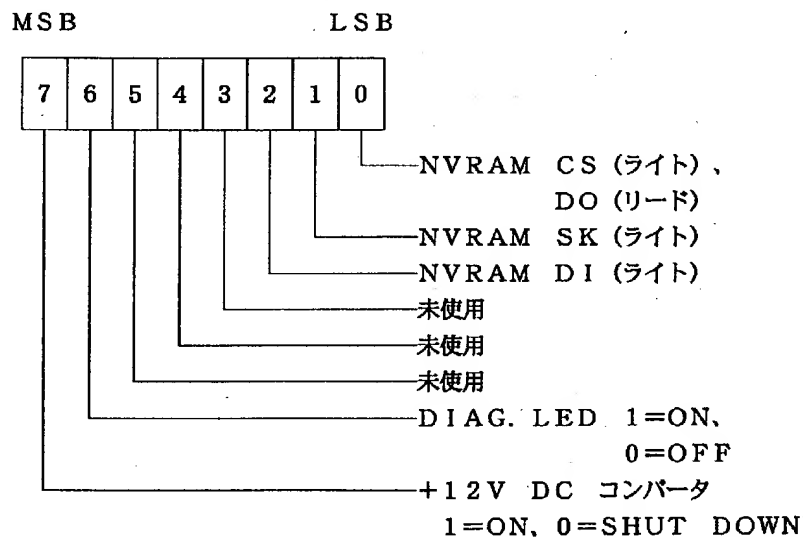 MSB LSB
7 6 5 4 3 2 1 0
NVRAM CS (ライト)、
DO (リード)
NVRAM SK (ライト)
NVRAM DI (ライト)
未使用
未使用
未使用
DIAG. LED 1=ON、
0=OFF
+12V DC コンバータ
1=ON、0=SHUT DOWN